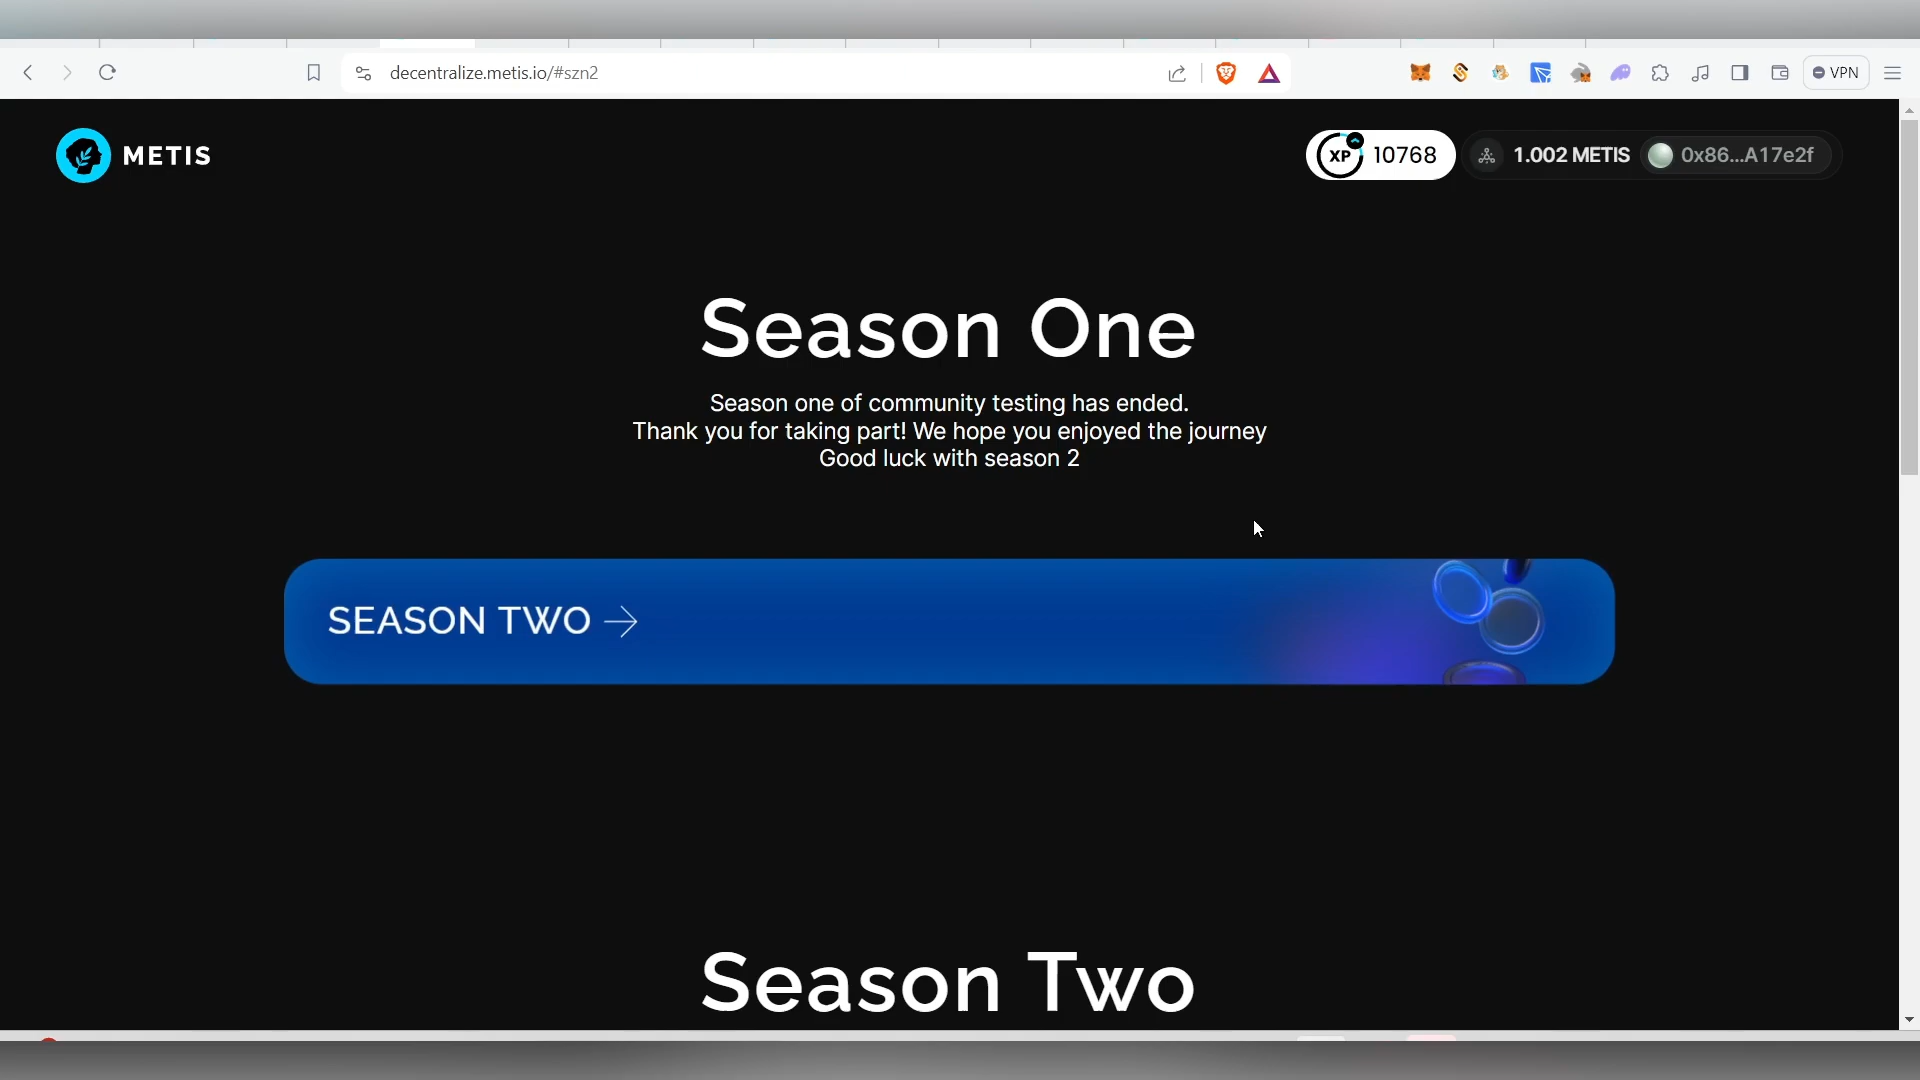 decentralize.metis.io/#szn2
VPN
METIS
XP 10768
1.002 METIS
0x86...A17e2f
Season One
Season one of community testing has ended.
Thank you for taking part! We hope you enjoyed the journey
Good luck with season 2
SEASON TWO →
Season Two